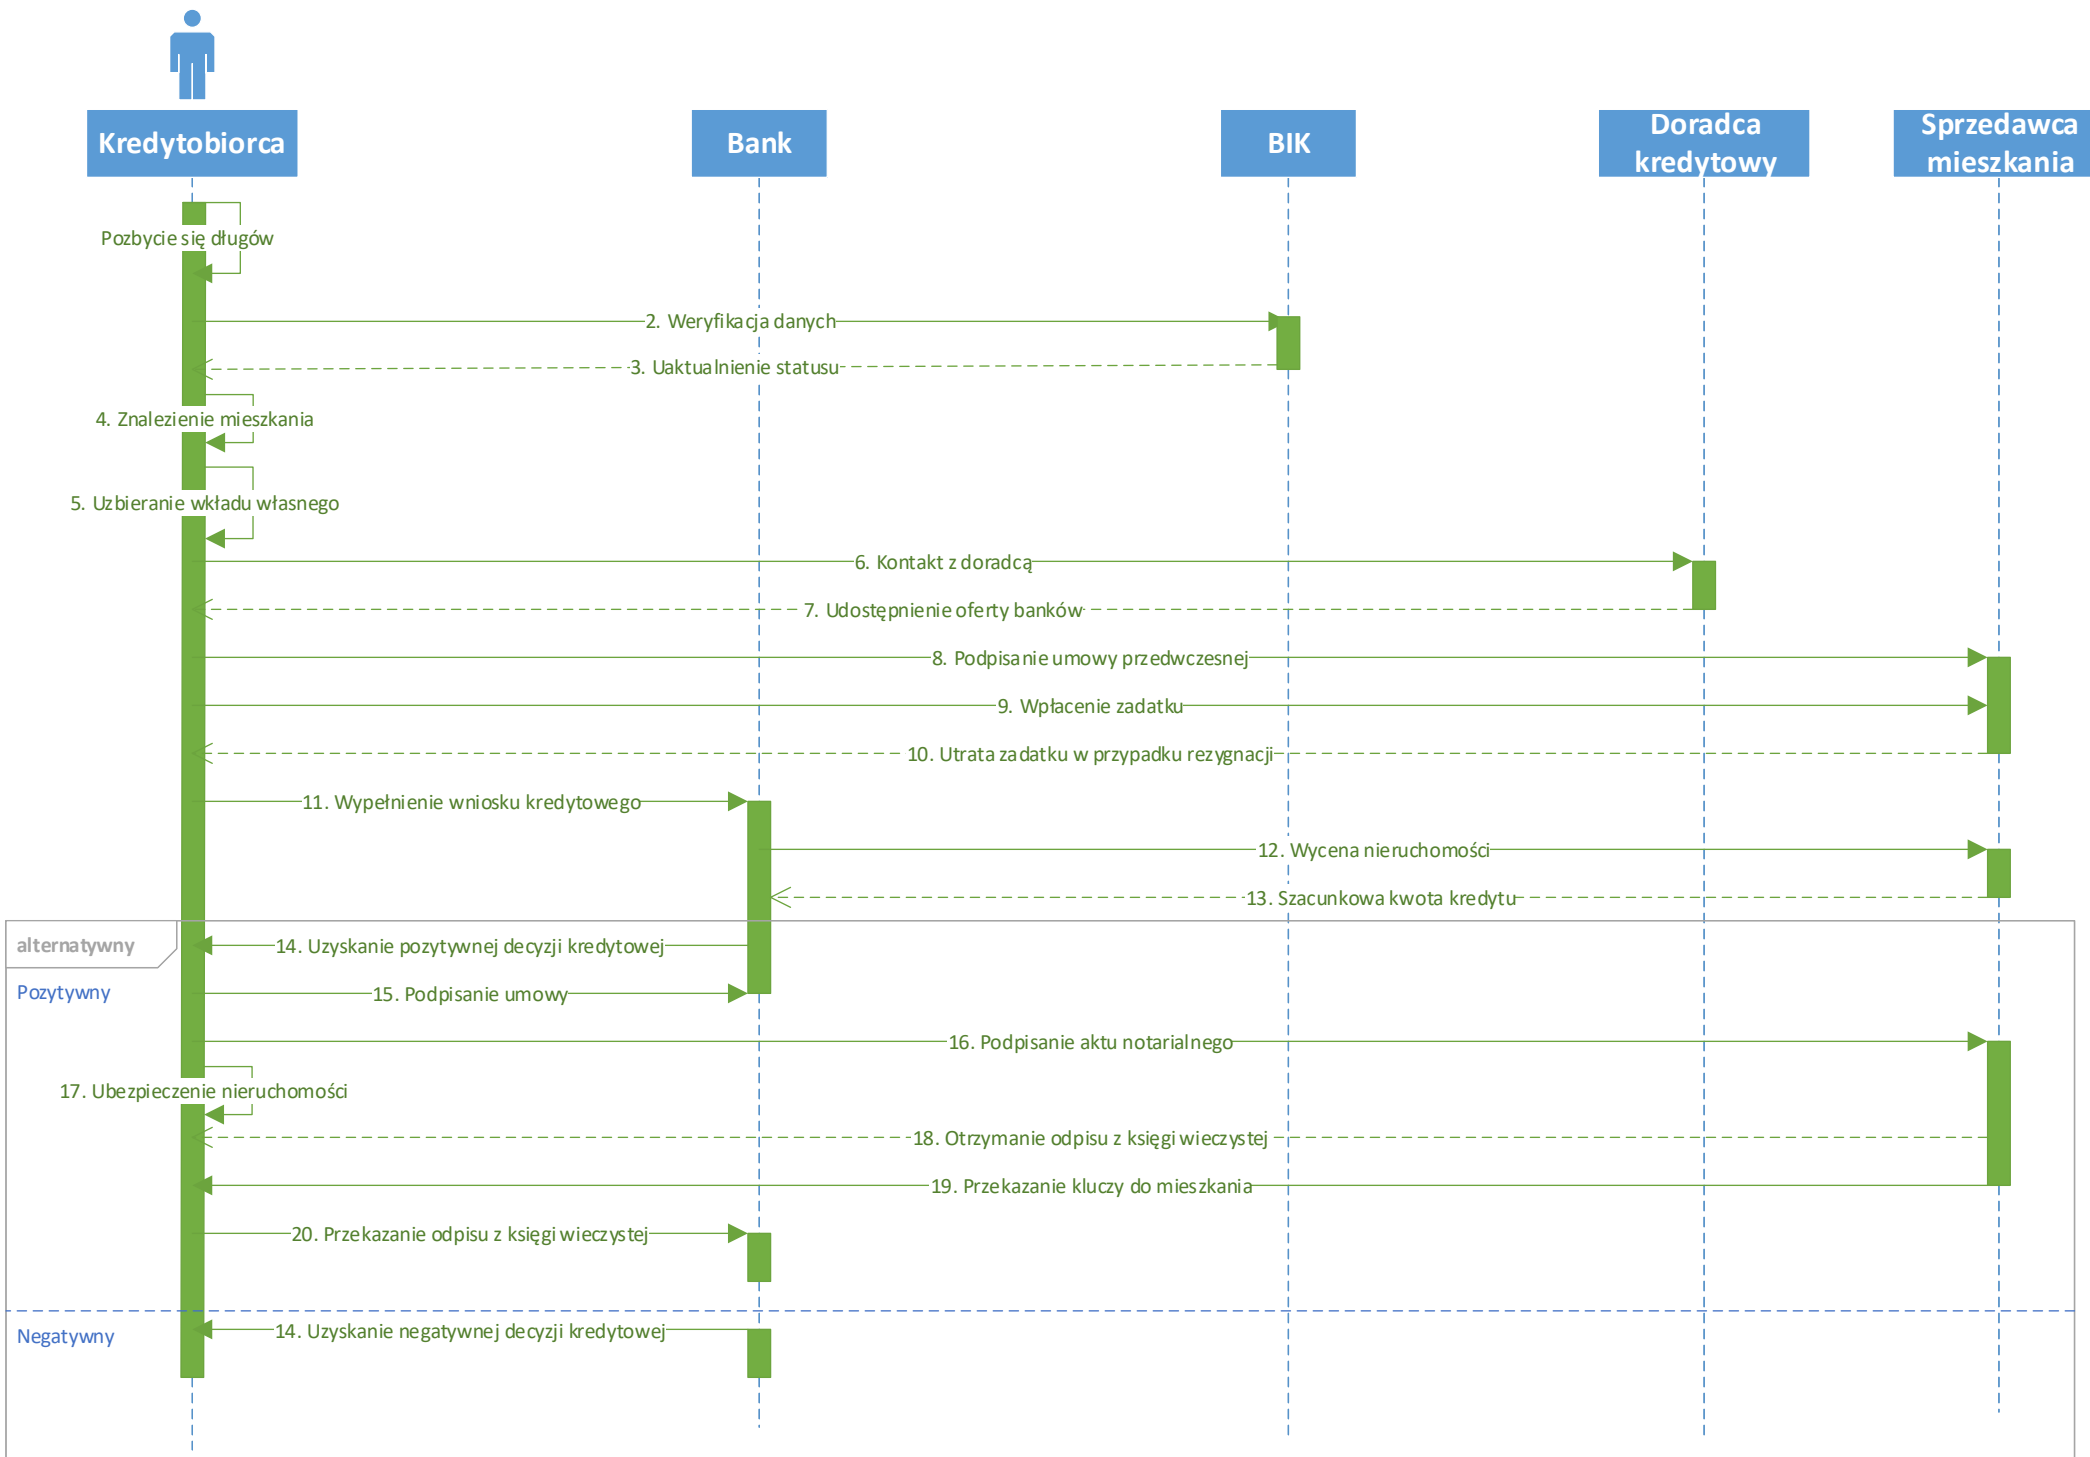 Kredytobiorca
Bank
BIK
Doradca
kredytowy
Sprzedawca
mieszkania
Pozbycie się długów
2. Weryfikacja danych
3. Uaktualnienie statusu
4. Znalezienie mieszkania
5. Uzbieranie wkładu własnego
6. Kontakt z doradcą
7. Udostępnienie oferty banków
8. Podpisanie umowy przedwczesnej
9. Wpłacenie zadatku
10. Utrata zadatku w przypadku rezygnacji
11. Wypełnienie wniosku kredytowego
12. Wycena nieruchomości
13. Szacunkowa kwota kredytu
alternatywny
14. Uzyskanie pozytywnej decyzji kredytowej
Pozytywny
15. Podpisanie umowy
16. Podpisanie aktu notarialnego
17. Ubezpieczenie nieruchomości
18. Otrzymanie odpisu z księgi wieczystej
19. Przekazanie kluczy do mieszkania
20. Przekazanie odpisu z księgi wieczystej
Negatywny
14. Uzyskanie negatywnej decyzji kredytowej